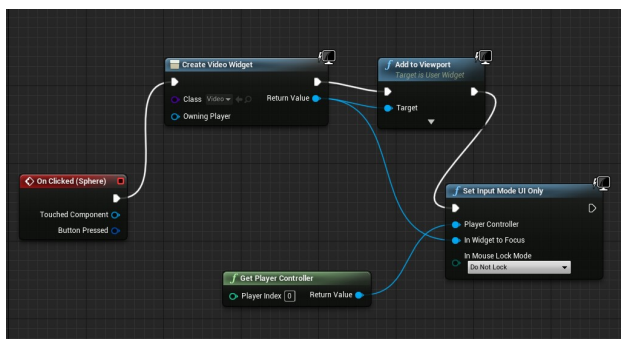 Create Video Widget
Class Video
Return Value
Owning Player
f Add to Viewport
Target is User Widget
Target
On Clicked (Sphere)
Touched Component
Button Pressed
f Set Input Mode UI Only
Player Controller
In Widget to Focus
In Mouse Lock Mode
Do Not Lock
f Get Player Controller
Player Index 0
Return Value